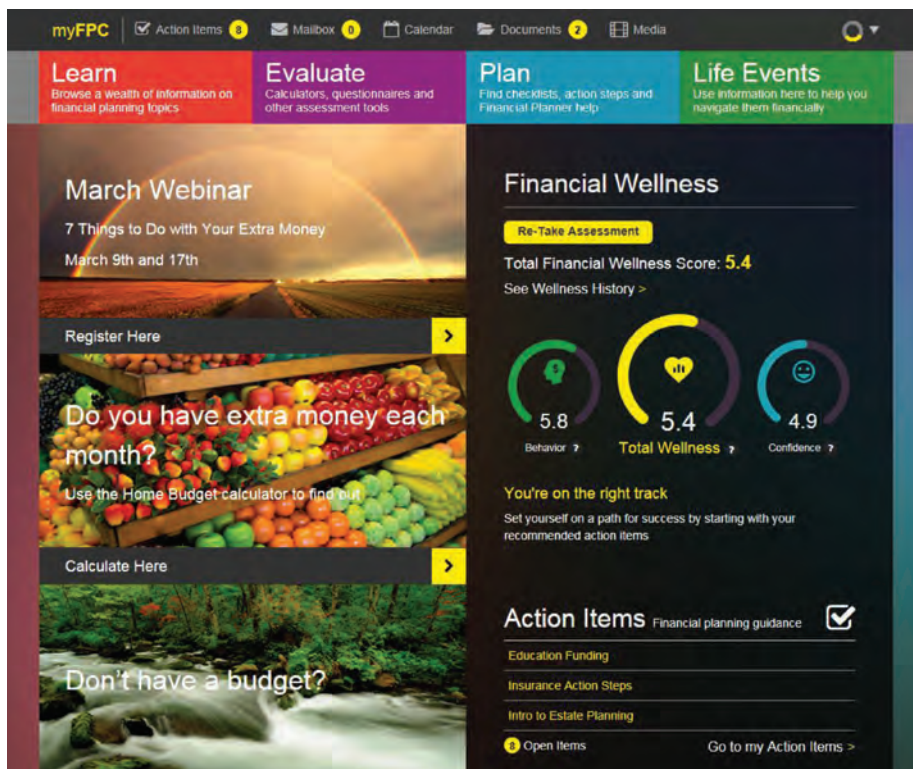 myFPC
Action Items 8
Mailbox 0
Calendar
Documents 2
Media
Learn
Browse a wealth of information on
financial planning topics
Evaluate
Calculators, questionnaires and
other assessment tools
Plan
Find checklists, action steps and
Financial Planner help
Life Events
Use information here to help you
navigate them financially
March Webinar
7 Things to Do with Your Extra Money
March 9th and 17th
Register Here >
Do you have extra money each
month?
Use the Home Budget calculator to find out
Calculate Here >
Don't have a budget?
Financial Wellness
Re-Take Assessment
Total Financial Wellness Score: 5.4
See Wellness History >
5.8
Behavior ?
5.4
Total Wellness ?
4.9
Confidence ?
You're on the right track
Set yourself on a path for success by starting with your
recommended action items
Action Items Financial planning guidance
Education Funding
Insurance Action Steps
Intro to Estate Planning
8 Open Items
Go to my Action Items >